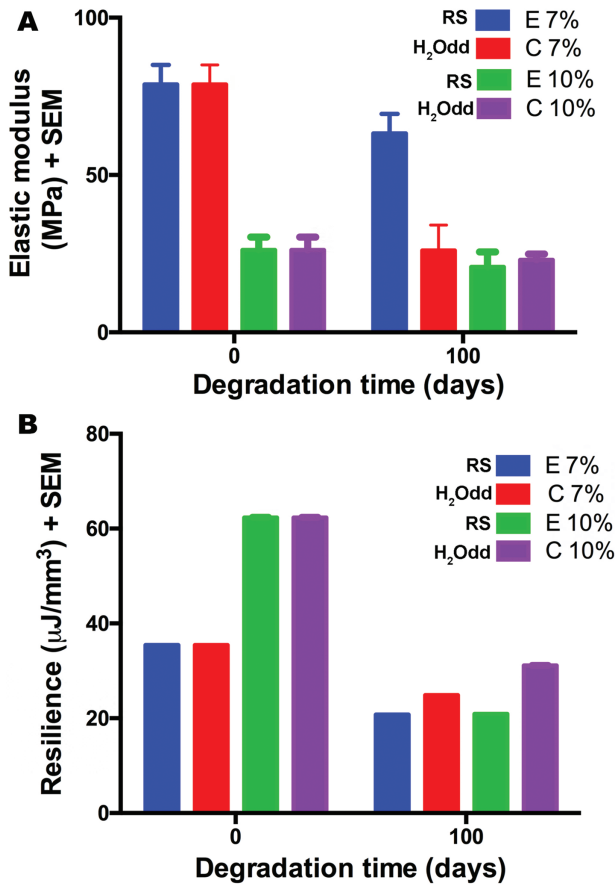 A
100
50
0
Elastic modulus
(MPa) + SEM
RS E 7%
H₂Odd C 7%
RS E 10%
H₂Odd C 10%
0 100
Degradation time (days)
B
80
60
40
20
0
Resilience (µJ/mm³) + SEM
RS E 7%
H₂Odd C 7%
RS E 10%
H₂Odd C 10%
0 100
Degradation time (days)